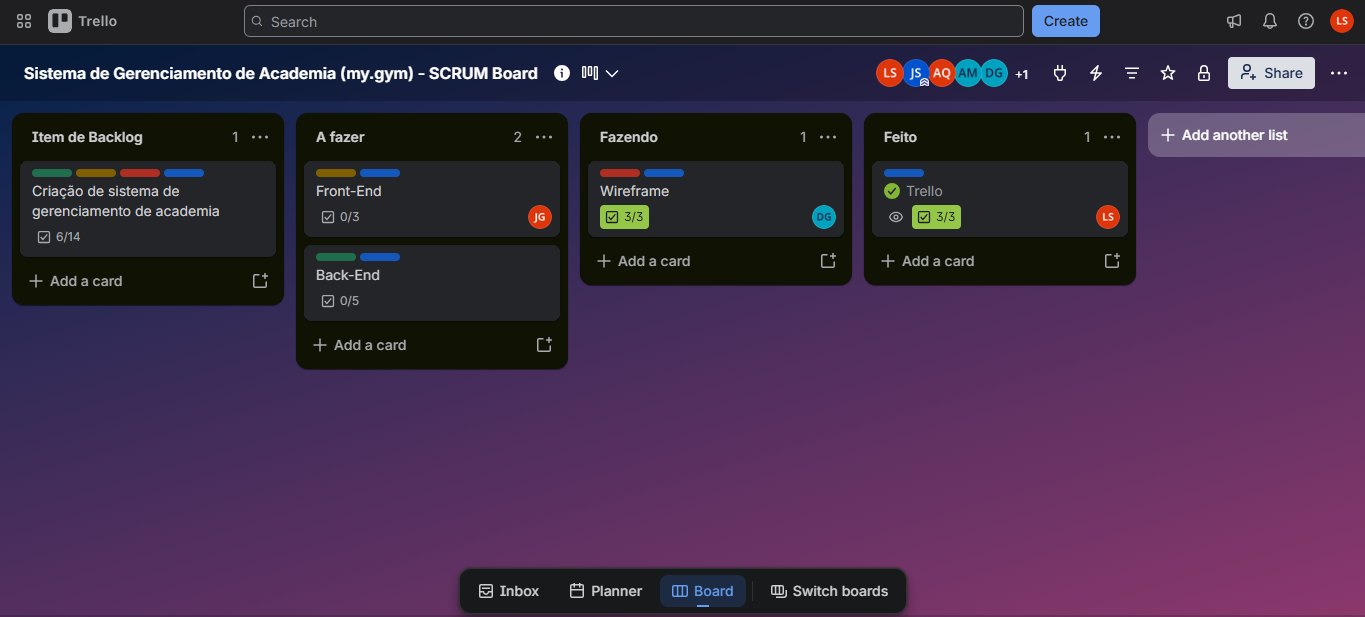 Trello
Search
Create
LS
Sistema de Gerenciamento de Academia (my.gym) - SCRUM Board
LS JS AQ AM DG +1
Share
Item de Backlog 1
Criação de sistema de
gerenciamento de academia
6/14
Add a card
A fazer 2
Front-End
0/3 JG
Back-End
0/5
Add a card
Fazendo 1
Wireframe
3/3 DG
Add a card
Feito 1
Trello
3/3 LS
Add a card
Add another list
Inbox Planner Board Switch boards